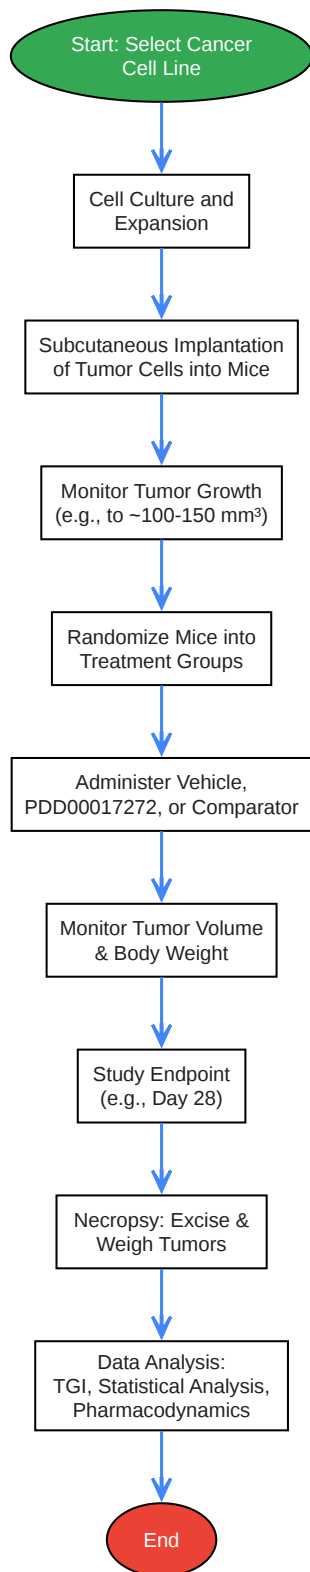 Start: Select Cancer
Cell Line
Cell Culture and
Expansion
Subcutaneous Implantation
of Tumor Cells into Mice
Monitor Tumor Growth
(e.g., to ~100-150 mm³)
Randomize Mice into
Treatment Groups
Administer Vehicle,
PDD00017272, or Comparator
Monitor Tumor Volume
& Body Weight
Study Endpoint
(e.g., Day 28)
Necropsy: Excise &
Weigh Tumors
Data Analysis:
TGI, Statistical Analysis,
Pharmacodynamics
End